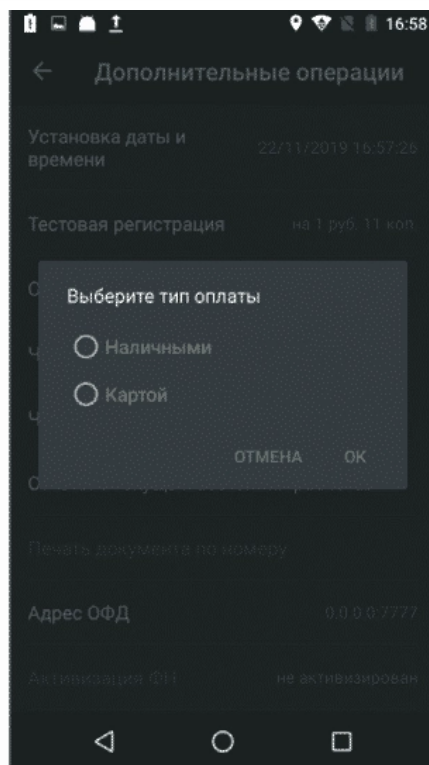 16:58
Дополнительные операции
Установка даты и
времени
22/11/2019 16:57:26
Тестовая регистрация
на 1 руб. 11 коп.
Выберите тип оплаты
Наличными
Картой
ОТМЕНА
ОК
Печать документа по номеру
Адрес ОФД
0.0.0.0:7777
Активизация ФН
не активизирован